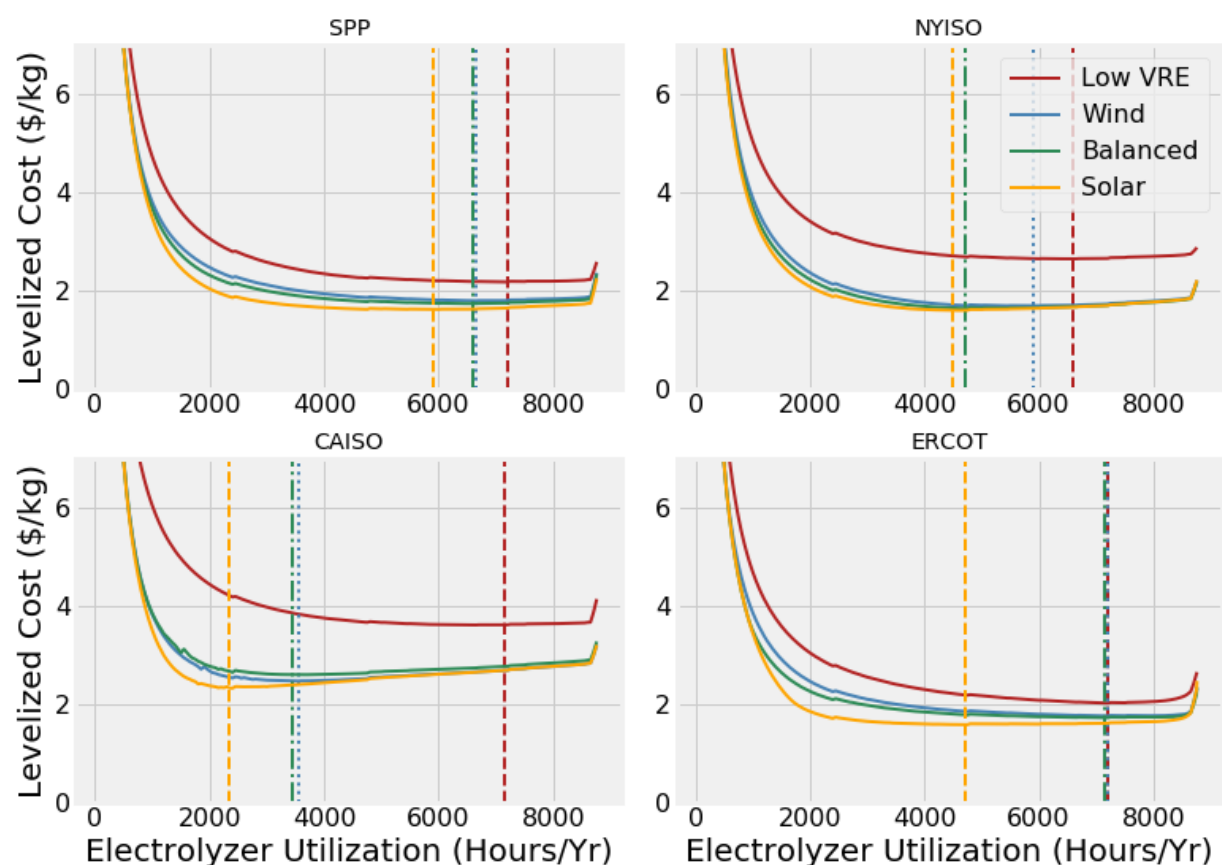 SPP
NYISO
Levelized Cost ($/kg)
6
4
2
0
0 2000 4000 6000 8000
6
4
2
0
0 2000 4000 6000 8000
Low VRE
Wind
Balanced
Solar
CAISO
ERCOT
Levelized Cost ($/kg)
6
4
2
0
0 2000 4000 6000 8000
Electrolyzer Utilization (Hours/Yr)
6
4
2
0
0 2000 4000 6000 8000
Electrolyzer Utilization (Hours/Yr)